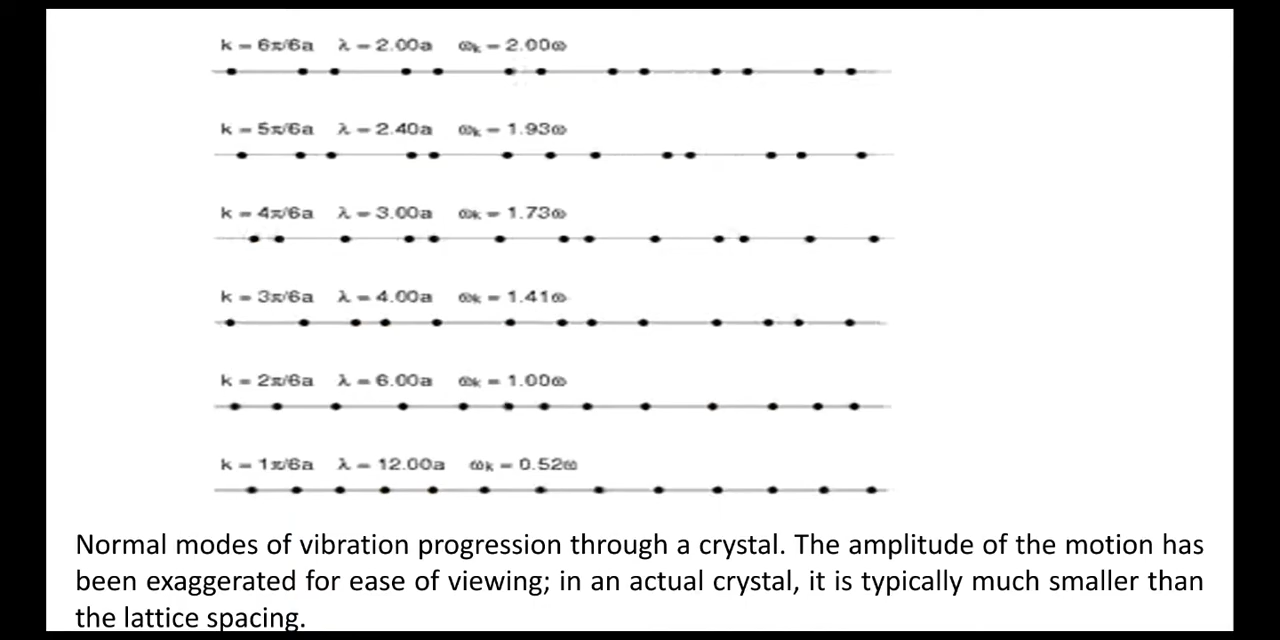 k = 6π/6a λ = 2.00a ωk = 2.00ω
k = 5π/6a λ = 2.40a ωk = 1.93ω
k = 4π/6a λ = 3.00a ωk = 1.73ω
k = 3π/6a λ = 4.00a ωk = 1.41ω
k = 2π/6a λ = 6.00a ωk = 1.00ω
k = 1π/6a λ = 12.00a ωk = 0.52ω
Normal modes of vibration progression through a crystal. The amplitude of the motion has
been exaggerated for ease of viewing; in an actual crystal, it is typically much smaller than
the lattice spacing.